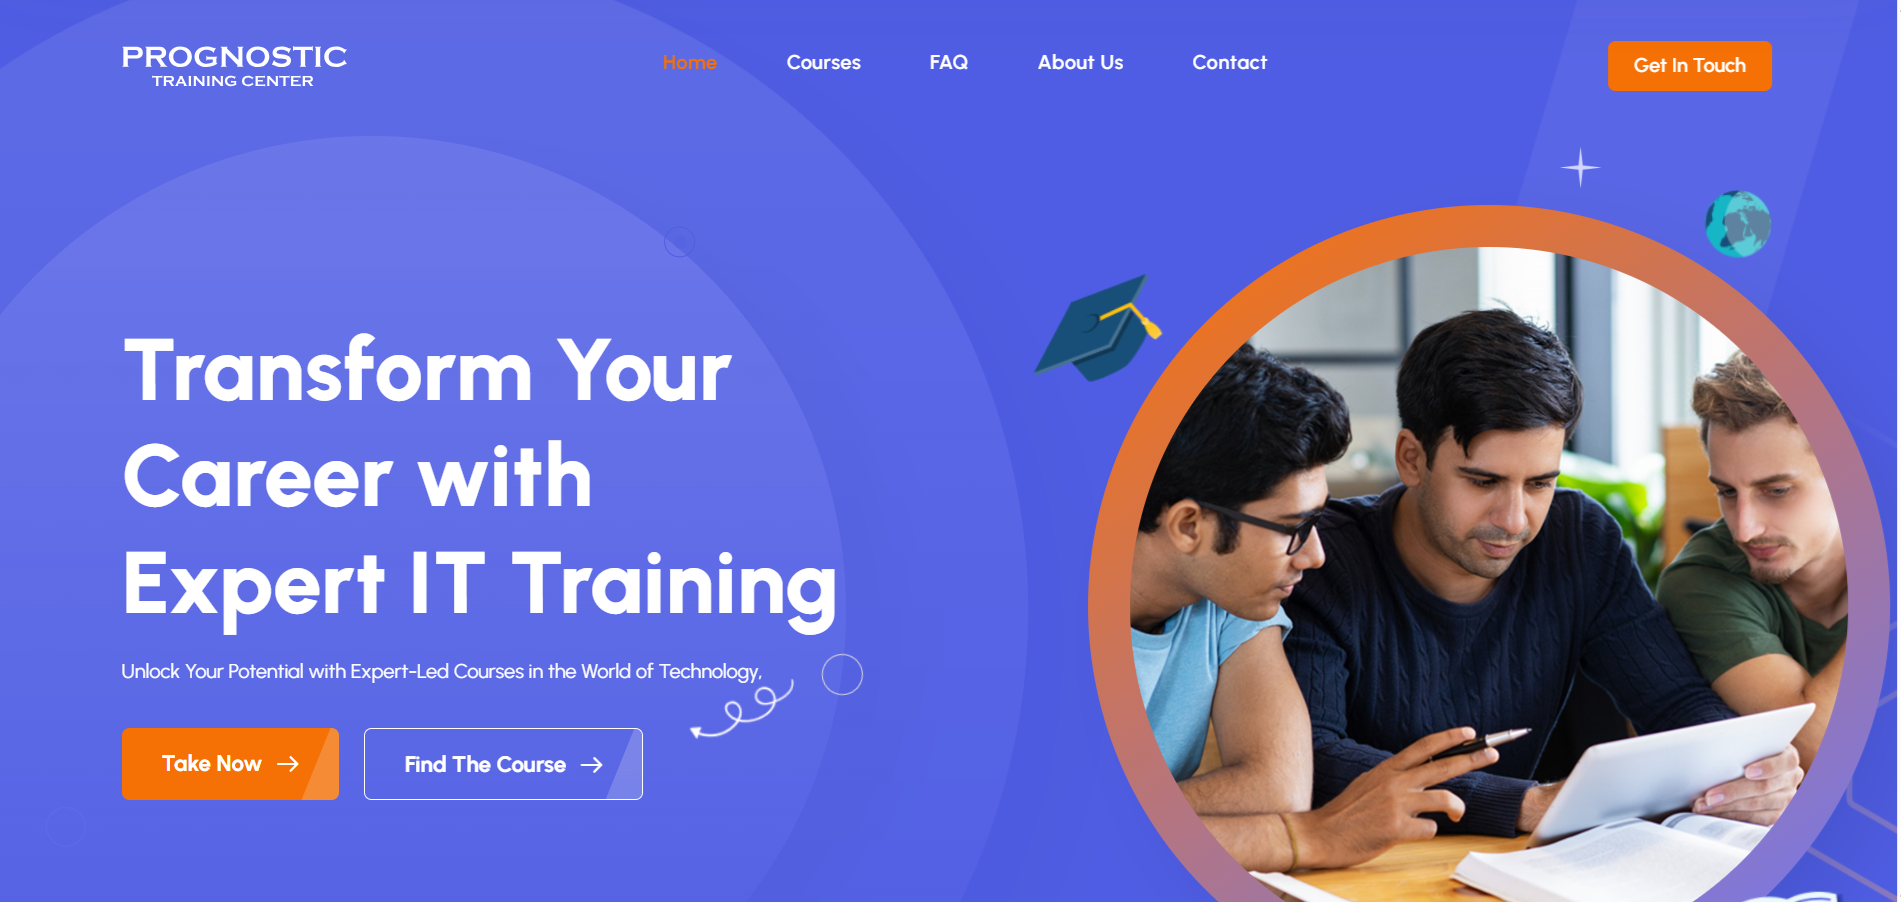 PROGNOSTIC
TRAINING CENTER
Home
Courses
FAQ
About Us
Contact
Get In Touch
Transform Your
Career with
Expert IT Training
Unlock Your Potential with Expert-Led Courses in the World of Technology,
Take Now
Find The Course